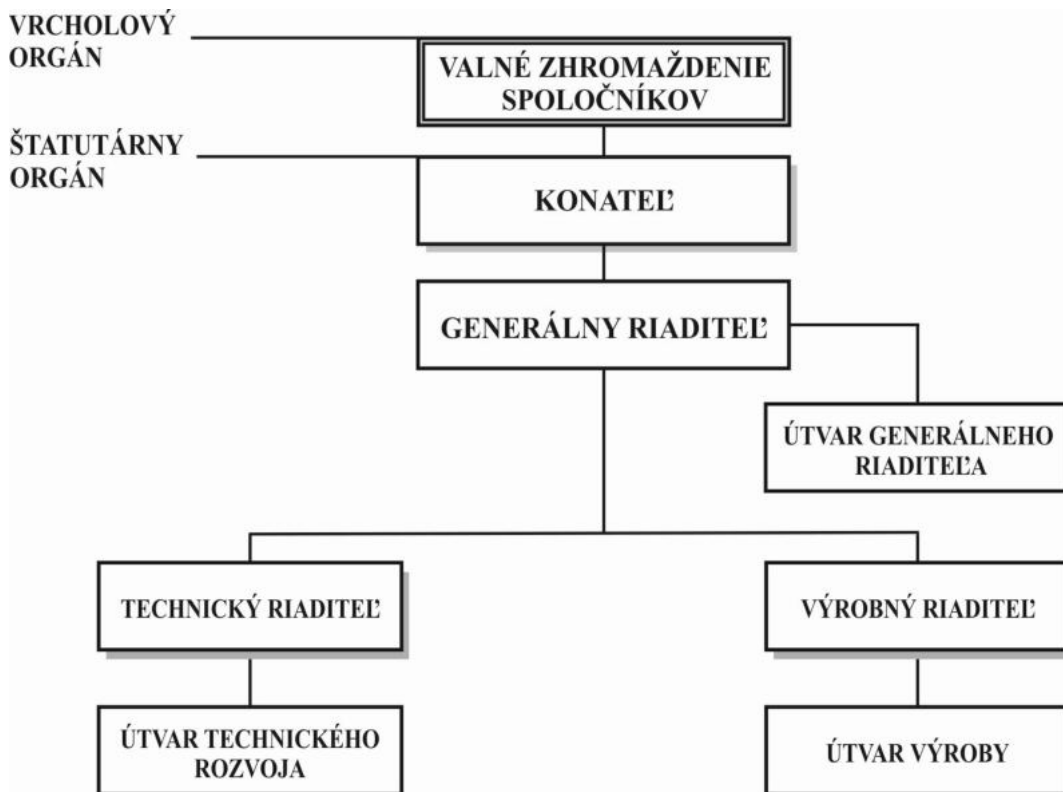 VRCHOLOVÝ
ORGÁN
VALNÉ ZHROMAŽDENIE
SPOLOČNÍKOV
ŠTATUTÁRNY
ORGÁN
KONATEĽ
GENERÁLNY RIADITEĽ
ÚTVAR GENERÁLNEHO
RIADITEĽA
TECHNICKÝ RIADITEĽ
VÝROBNÝ RIADITEĽ
ÚTVAR TECHNICKÉHO
ROZVOJA
ÚTVAR VÝROBY